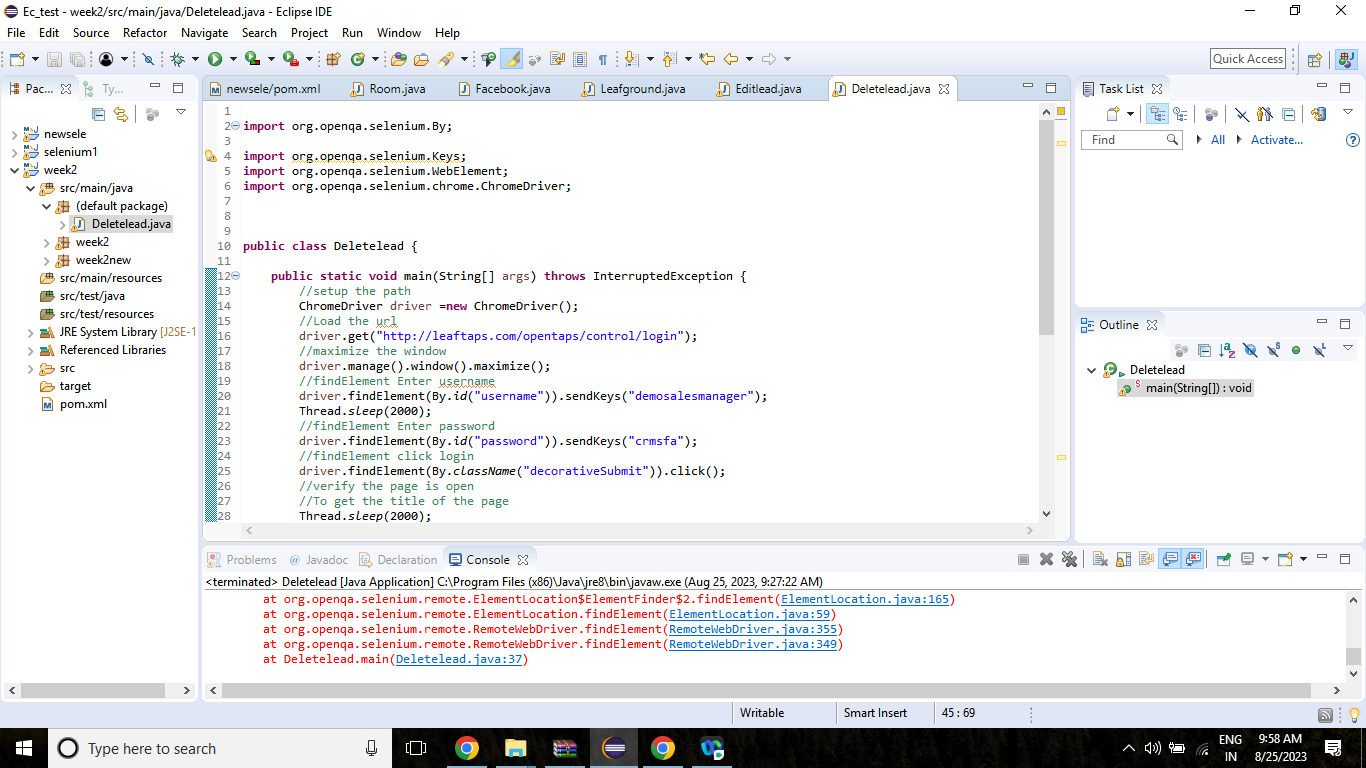 Ec_test - week2/src/main/java/Deletelead.java - Eclipse IDE
File Edit Source Refactor Navigate Search Project Run Window Help
Quick Access
Pac... Ty...
newsele
selenium1
week2
src/main/java
(default package)
Deletelead.java
week2
week2new
src/main/resources
src/test/java
src/test/resources
JRE System Library [J2SE-1
Referenced Libraries
src
target
pom.xml
newsele/pom.xml Room.java Facebook.java Leafground.java Editlead.java Deletelead.java
1
2 import org.openqa.selenium.By;
3
4 import org.openqa.selenium.Keys;
5 import org.openqa.selenium.WebElement;
6 import org.openqa.selenium.chrome.ChromeDriver;
7
8
9
10 public class Deletelead {
11
12 public static void main(String[] args) throws InterruptedException {
13 //setup the path
14 ChromeDriver driver =new ChromeDriver();
15 //Load the url
16 driver.get("http://leaftaps.com/opentaps/control/login");
17 //maximize the window
18 driver.manage().window().maximize();
19 //findElement Enter username
20 driver.findElement(By.id("username")).sendKeys("demosalesmanager");
21 Thread.sleep(2000);
22 //findElement Enter password
23 driver.findElement(By.id("password")).sendKeys("crmsfa");
24 //findElement click login
25 driver.findElement(By.className("decorativeSubmit")).click();
26 //verify the page is open
27 //To get the title of the page
28 Thread.sleep(2000);
Task List
Find All Activate...
Outline
Deletelead
main(String[]) : void
Problems Javadoc Declaration Console
<terminated> Deletelead [Java Application] C:\Program Files (x86)\Java\jre8\bin\javaw.exe (Aug 25, 2023, 9:27:22 AM)
at org.openqa.selenium.remote.ElementLocation$ElementFinder$2.findElement(ElementLocation.java:165)
at org.openqa.selenium.remote.ElementLocation.findElement(ElementLocation.java:59)
at org.openqa.selenium.remote.RemoteWebDriver.findElement(RemoteWebDriver.java:355)
at org.openqa.selenium.remote.RemoteWebDriver.findElement(RemoteWebDriver.java:349)
at Deletelead.main(Deletelead.java:37)
Writable Smart Insert 45 : 69
Type here to search
ENG
IN
9:58 AM
8/25/2023